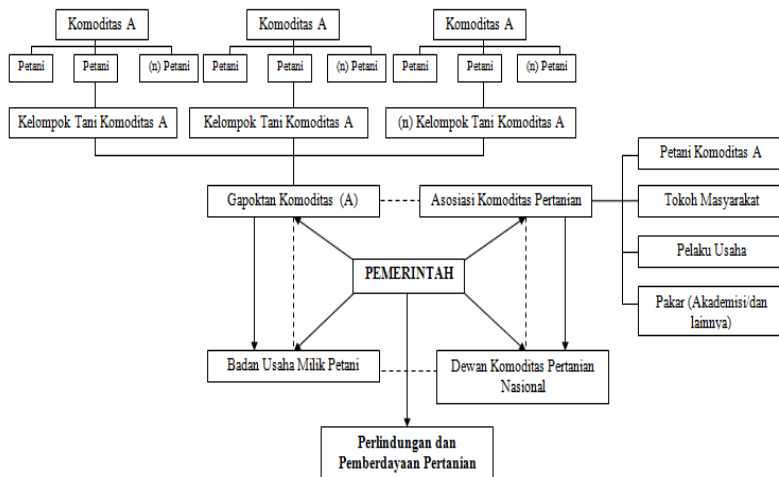 Komoditas A
Komoditas A
Komoditas A
Petani
Petani
(n) Petani
Petani
Petani
(n) Petani
Petani
Petani
(n) Petani
Kelompok Tani Komoditas A
Kelompok Tani Komoditas A
(n) Kelompok Tani Komoditas A
Gapoktan Komoditas (A)
Asosiasi Komoditas Pertanian
Petani Komoditas A
Tokoh Masyarakat
Pelaku Usaha
Pakar (Akademisi/dan
lainnya)
PEMERINTAH
Badan Usaha Milik Petani
Dewan Komoditas Pertanian
Nasional
Perlindungan dan
Pemberdayaan Pertanian